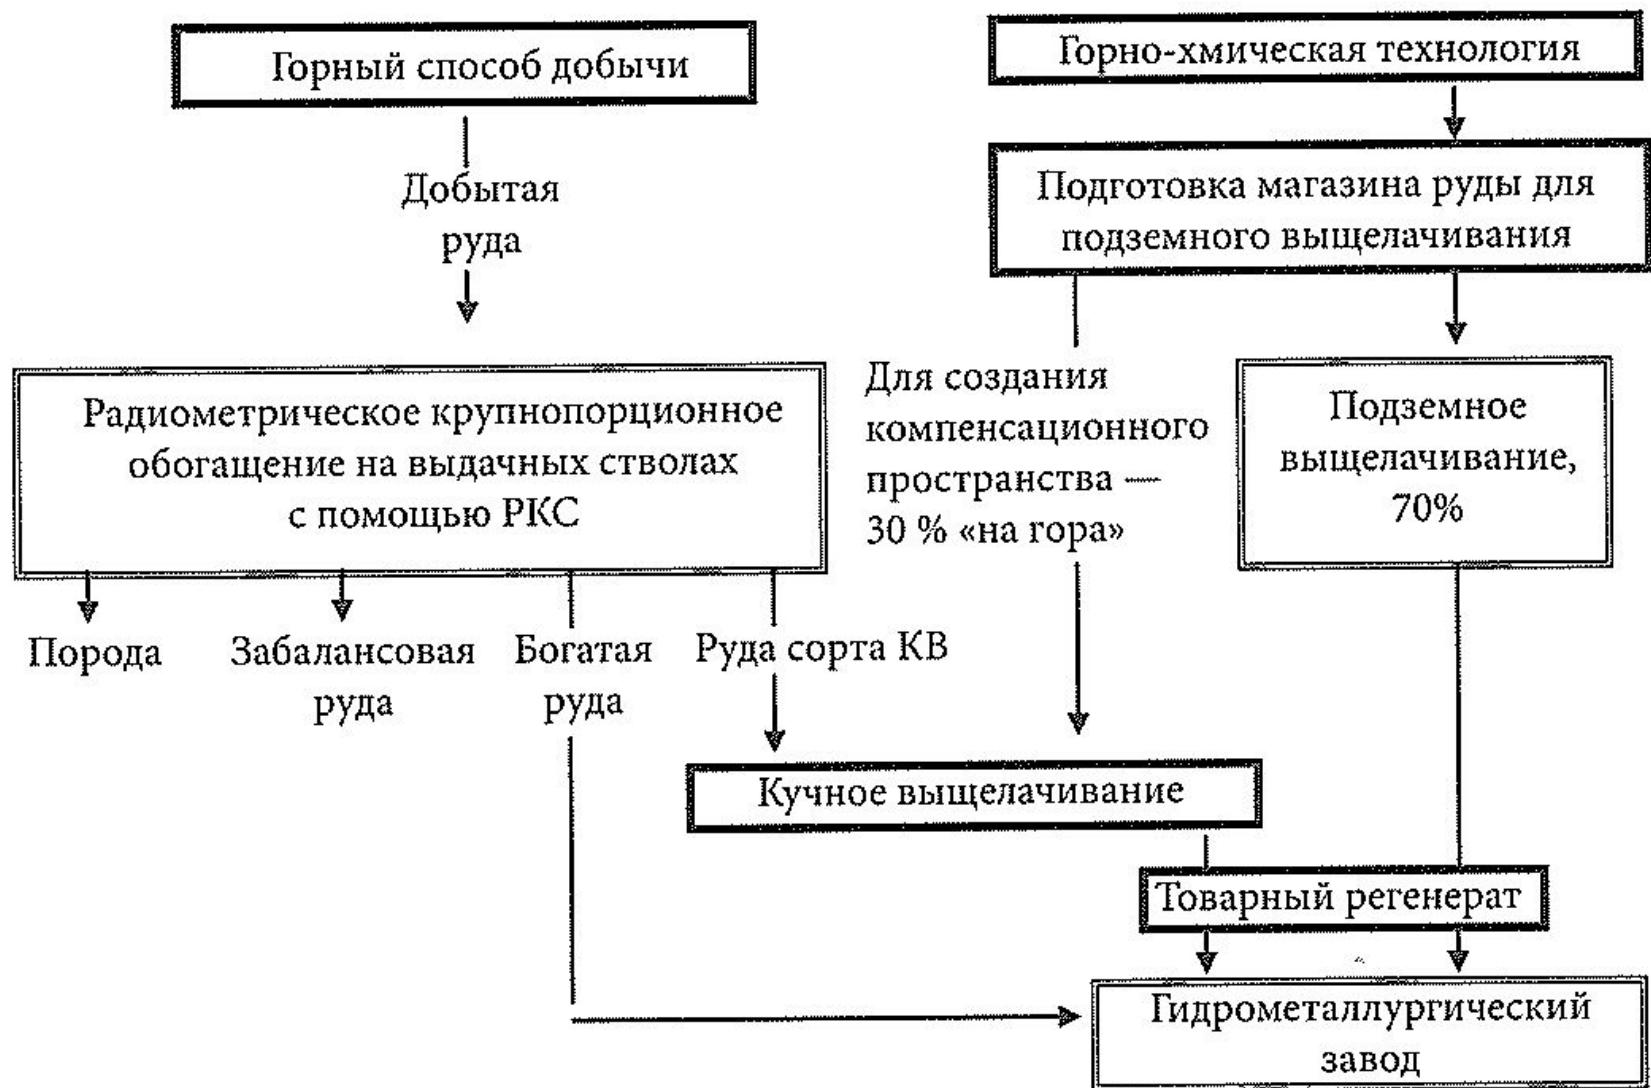 Горный способ добычи
Горно-хмическая технология
Добытая
руда
Подготовка магазина руды для
подземного выщелачивания
Радиометрическое крупнопорционное
обогащение на выдачных стволах
с помощью РКС
Для создания
компенсационного
пространства —
30 % «на гора»
Подземное
выщелачивание,
70%
Порода
Забалансовая
руда
Богатая
руда
Руда сорта КВ
Кучное выщелачивание
Товарный регенерат
Гидрометаллургический
завод